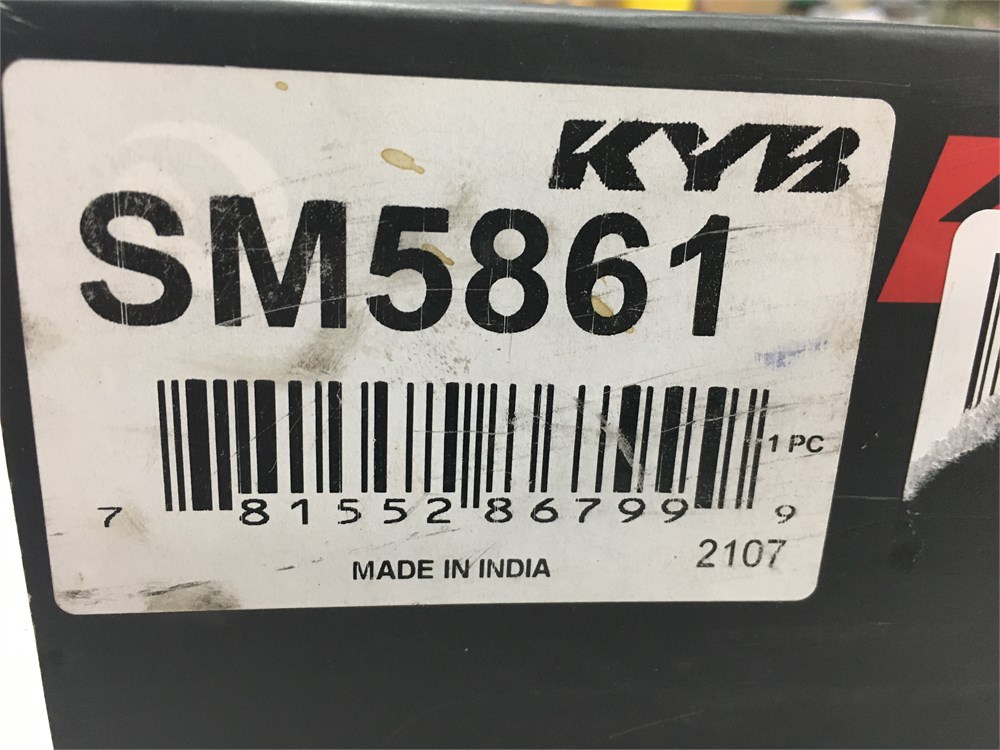 KYB
SM5861
1 PC
7 81552 86799 9
2107
MADE IN INDIA